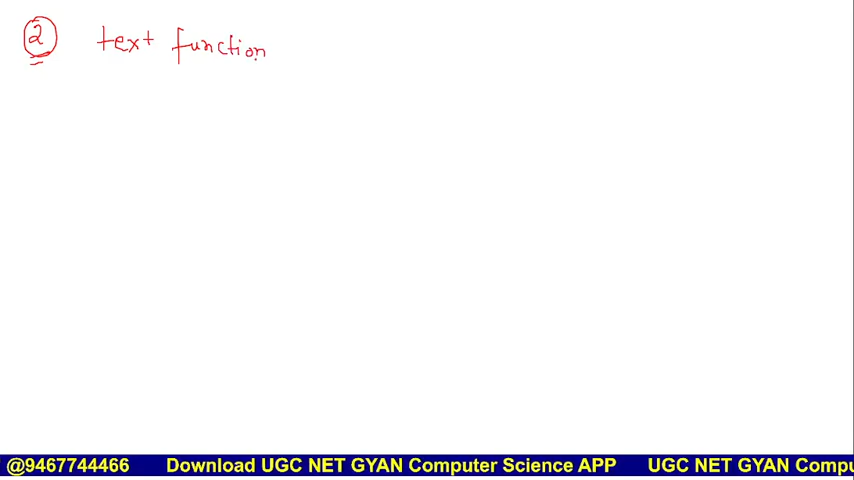 2 text function
@9467744466 Download UGC NET GYAN Computer Science APP UGC NET GYAN Compu